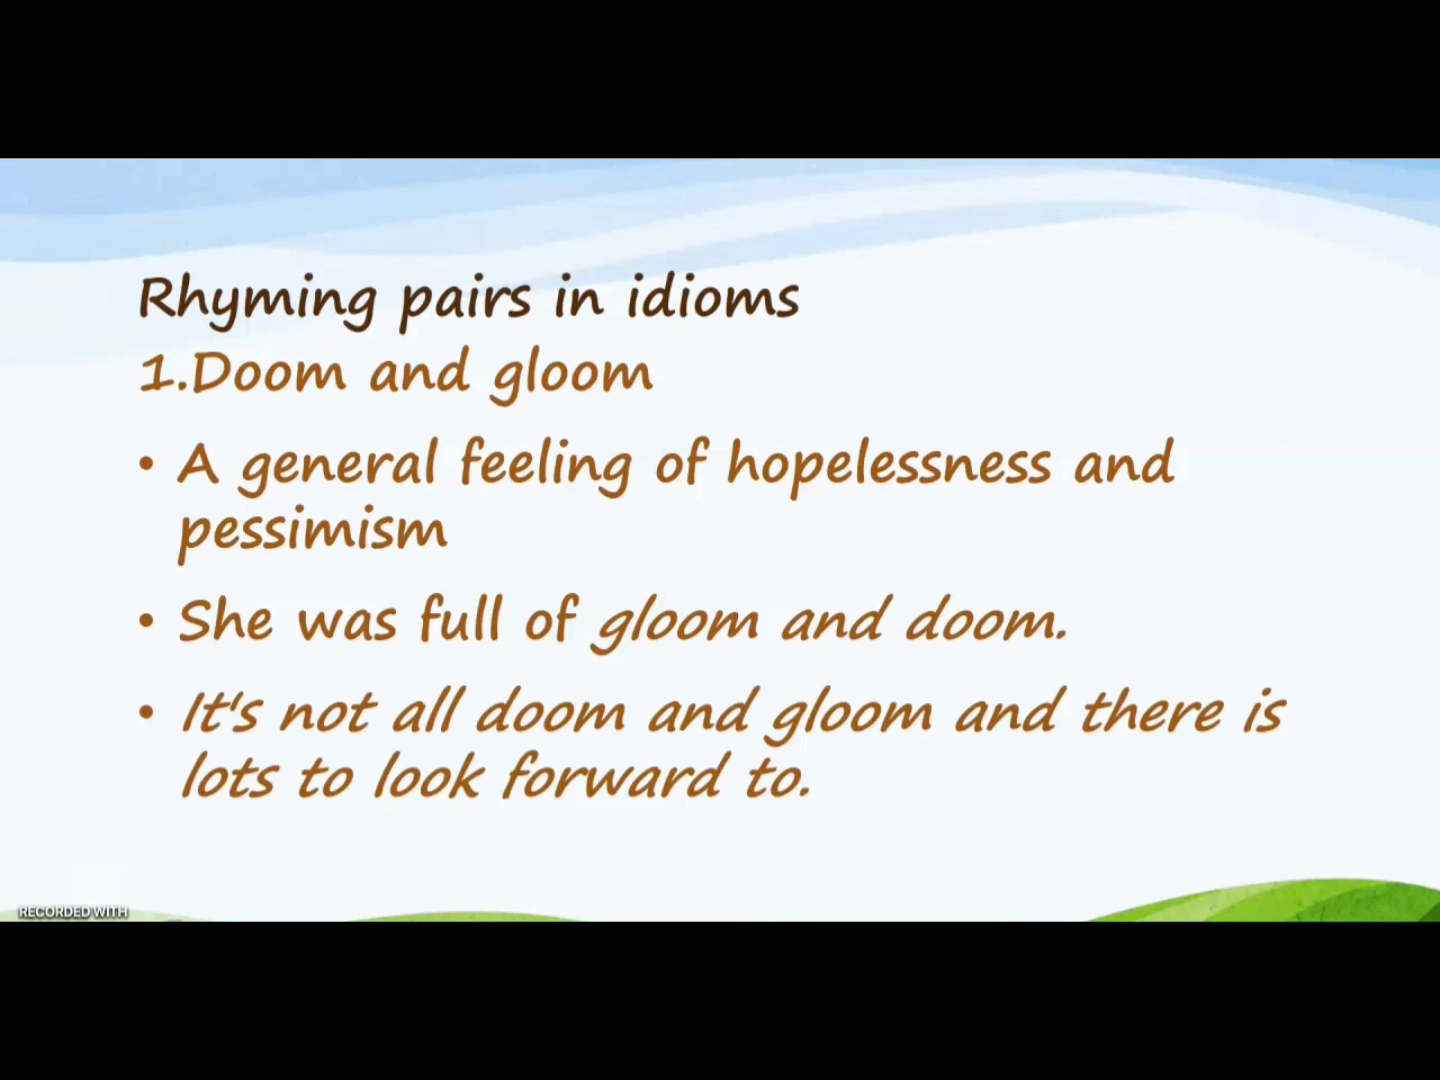 Rhyming pairs in idioms
1.Doom and gloom
• A general feeling of hopelessness and
pessimism
• She was full of gloom and doom.
• It's not all doom and gloom and there is
lots to look forward to.
RECORDED WITH